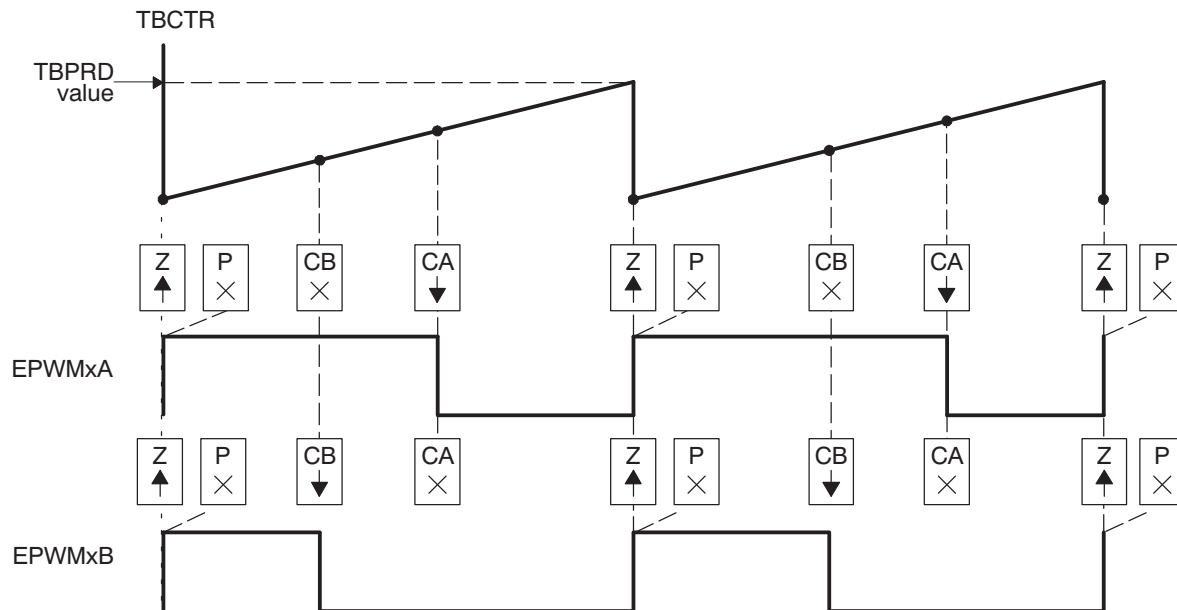 TBCTR
TBPRD
value
Z P CB CA Z P CB CA Z P
EPWMxA
Z P CB CA Z P CB CA Z P
EPWMxB